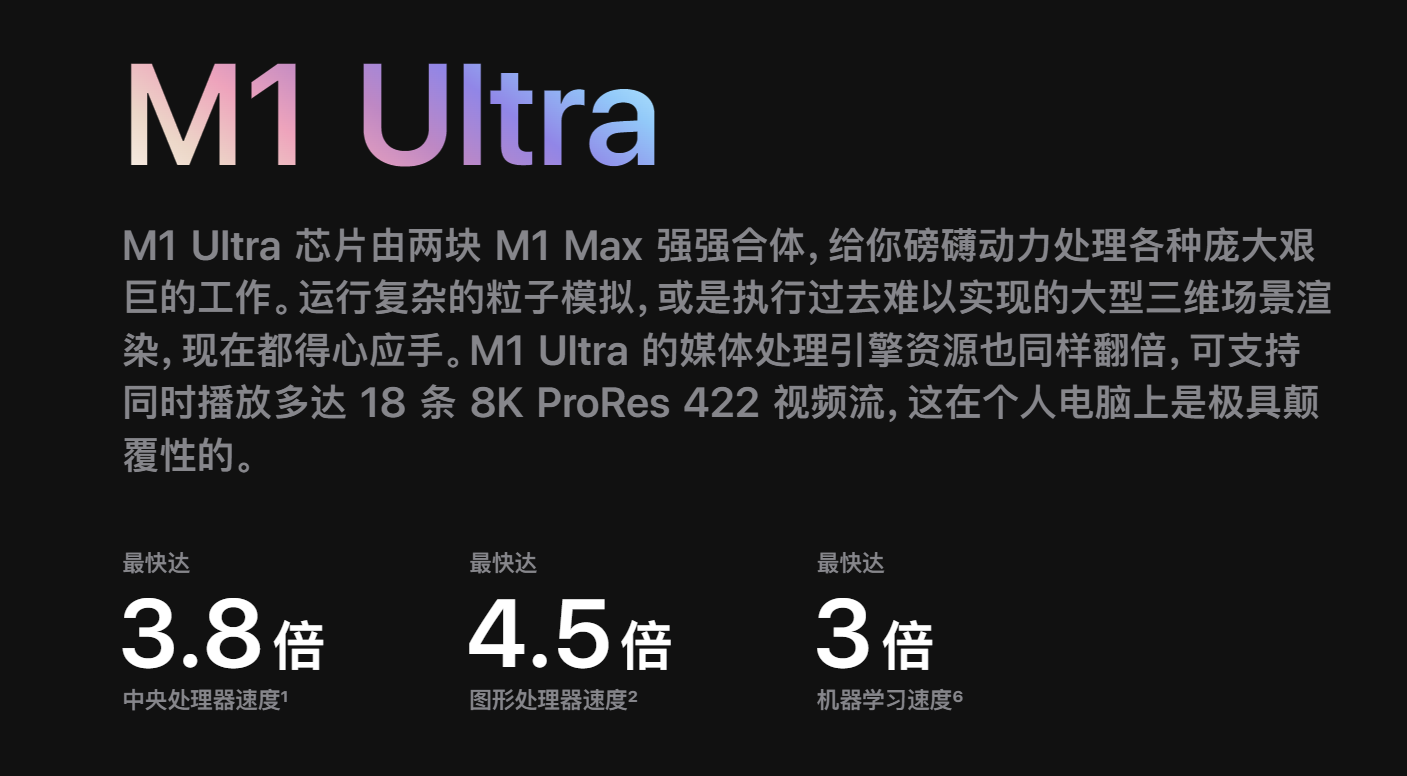 M1 Ultra
M1 Ultra 芯片由两块 M1 Max 强强合体，给你磅礴动力处理各种庞大艰
巨的工作。运行复杂的粒子模拟，或是执行过去难以实现的大型三维场景渲
染，现在都得心应手。M1 Ultra 的媒体处理引擎资源也同样翻倍，可支持
同时播放多达 18 条 8K ProRes 422 视频流，这在个人电脑上是极具颠
覆性的。
最快达 最快达 最快达
3.8 倍 4.5 倍 3 倍
中央处理器速度¹ 图形处理器速度² 机器学习速度⁶